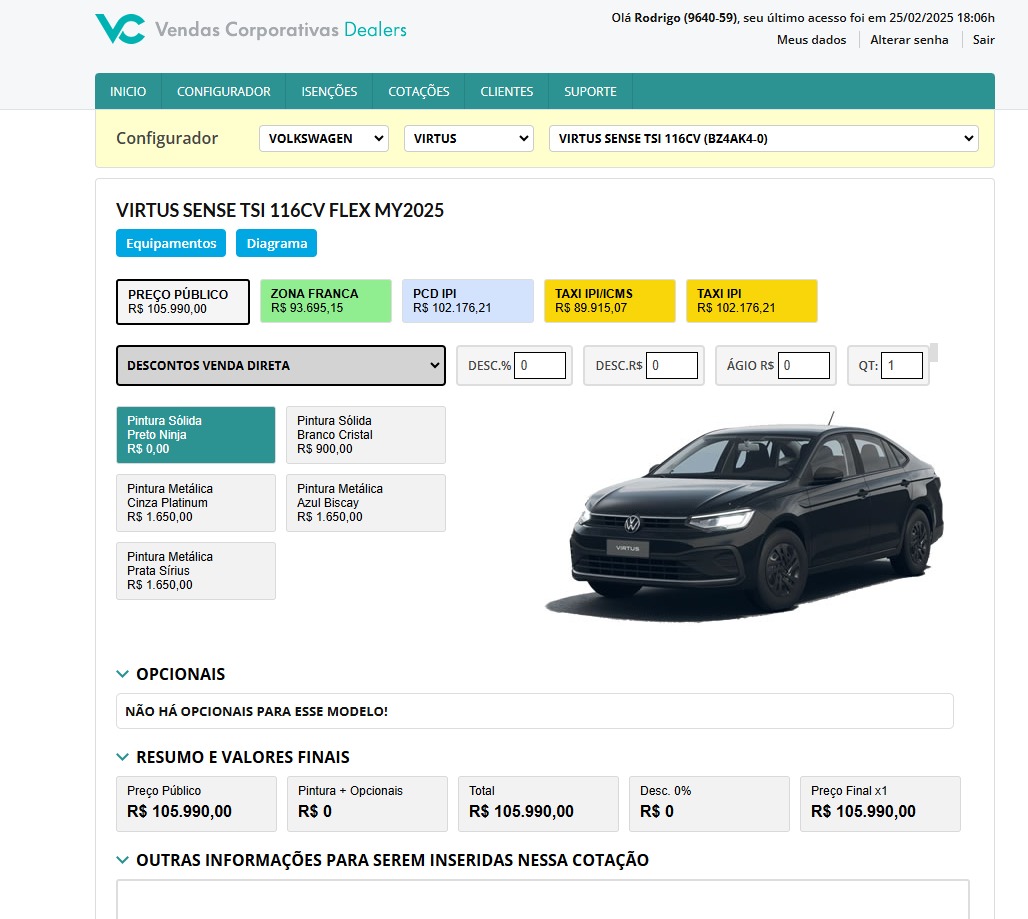 VC Vendas Corporativas Dealers
Olá Rodrigo (9640-59), seu último acesso foi em 25/02/2025 18:06h
Meus dados
Alterar senha
Sair
INICIO
CONFIGURADOR
ISENÇÕES
COTAÇÕES
CLIENTES
SUPORTE
Configurador
VOLKSWAGEN
VIRTUS
VIRTUS SENSE TSI 116CV (BZ4AK4-0)
VIRTUS SENSE TSI 116CV FLEX MY2025
Equipamentos
Diagrama
PREÇO PÚBLICO
R$ 105.990,00
ZONA FRANCA
R$ 93.695,15
PCD IPI
R$ 102.176,21
TAXI IPI/ICMS
R$ 89.915,07
TAXI IPI
R$ 102.176,21
DESCONTOS VENDA DIRETA
DESC.% 0
DESC.R$ 0
ÁGIO R$ 0
QT: 1
Pintura Sólida
Preto Ninja
R$ 0,00
Pintura Sólida
Branco Cristal
R$ 900,00
Pintura Metálica
Cinza Platinum
R$ 1.650,00
Pintura Metálica
Azul Biscay
R$ 1.650,00
Pintura Metálica
Prata Sírius
R$ 1.650,00
VIRTUS
OPCIONAIS
NÃO HÁ OPCIONAIS PARA ESSE MODELO!
RESUMO E VALORES FINAIS
Preço Público
R$ 105.990,00
Pintura + Opcionais
R$ 0
Total
R$ 105.990,00
Desc. 0%
R$ 0
Preço Final x1
R$ 105.990,00
OUTRAS INFORMAÇÕES PARA SEREM INSERIDAS NESSA COTAÇÃO